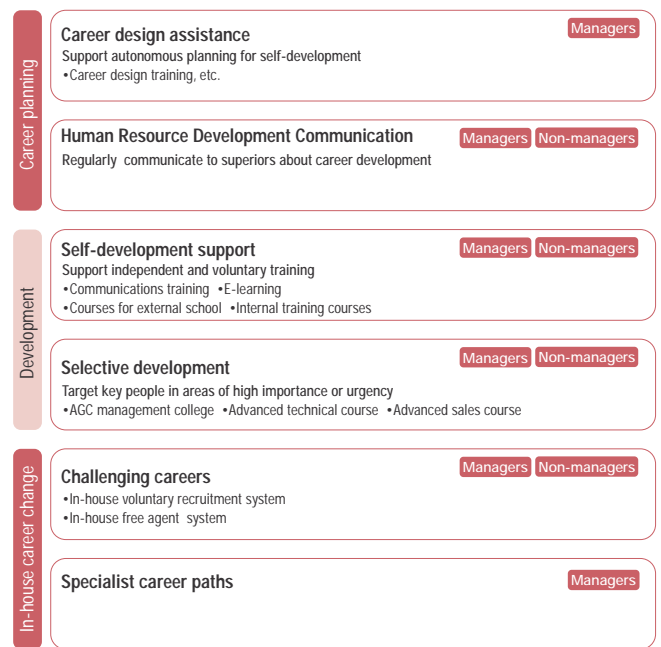 Career planning
Career design assistance
Managers
Support autonomous planning for self-development
•Career design training, etc.
Human Resource Development Communication
Managers Non-managers
Regularly communicate to superiors about career development
Development
Self-development support
Managers Non-managers
Support independent and voluntary training
•Communications training •E-learning
•Courses for external school •Internal training courses
Selective development
Managers Non-managers
Target key people in areas of high importance or urgency
•AGC management college •Advanced technical course •Advanced sales course
In-house career change
Challenging careers
Managers Non-managers
•In-house voluntary recruitment system
•In-house free agent system
Specialist career paths
Managers